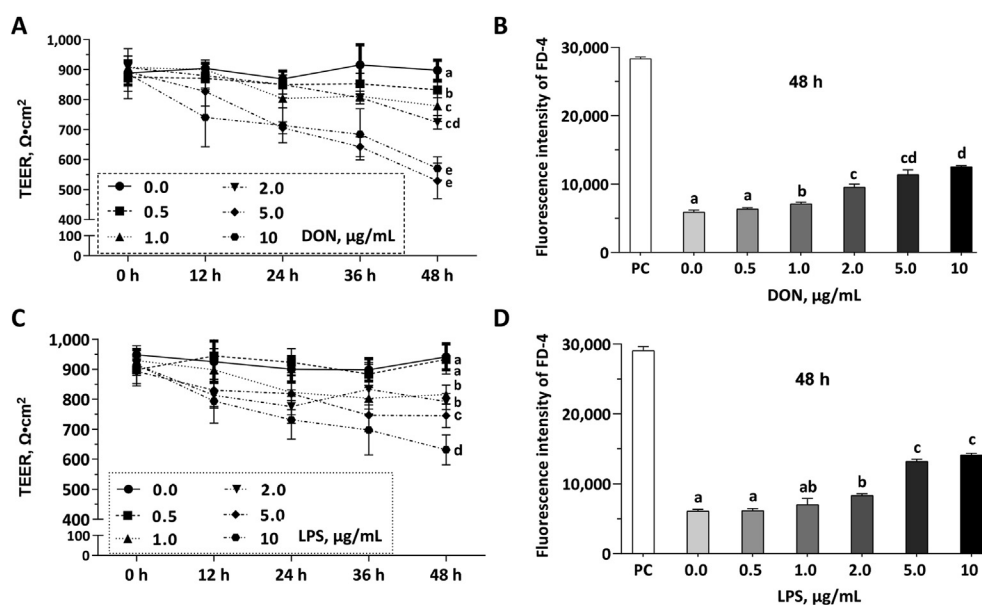 A
1,000
900
800
700
600
500
400
100
0
TEER, Ω•cm2
0.0
0.5
1.0
2.0
5.0
10
DON, µg/mL
a
b
c
cd
e
e
0 h
12 h
24 h
36 h
48 h
B
30,000
20,000
10,000
0
Fluorescence intensity of FD-4
48 h
a
a
b
c
cd
d
PC
0.0
0.5
1.0
2.0
5.0
10
DON, µg/mL
C
1,000
900
800
700
600
500
400
100
0
TEER, Ω•cm2
0.0
0.5
1.0
2.0
5.0
10
LPS, µg/mL
a
a
b
b
c
d
0 h
12 h
24 h
36 h
48 h
D
30,000
20,000
10,000
0
Fluorescence intensity of FD-4
48 h
a
a
ab
b
c
c
PC
0.0
0.5
1.0
2.0
5.0
10
LPS, µg/mL